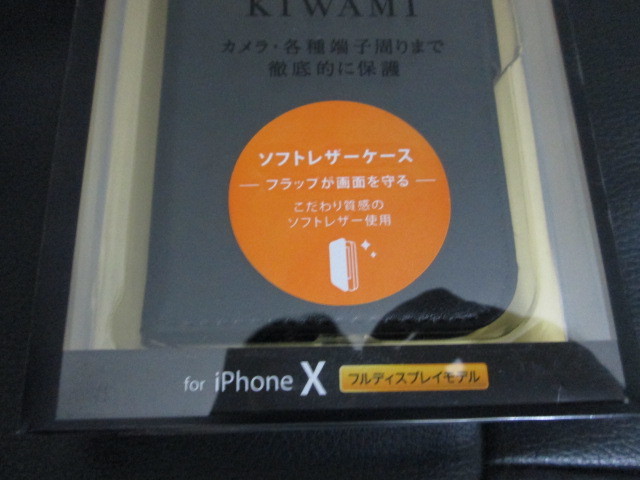 KIWAMI
カメラ・各種端子周りまで
徹底的に保護
ソフトレザーケース
フラップが画面を守る
こだわり質感の
ソフトレザー使用
for iPhone X フルディスプレイモデル